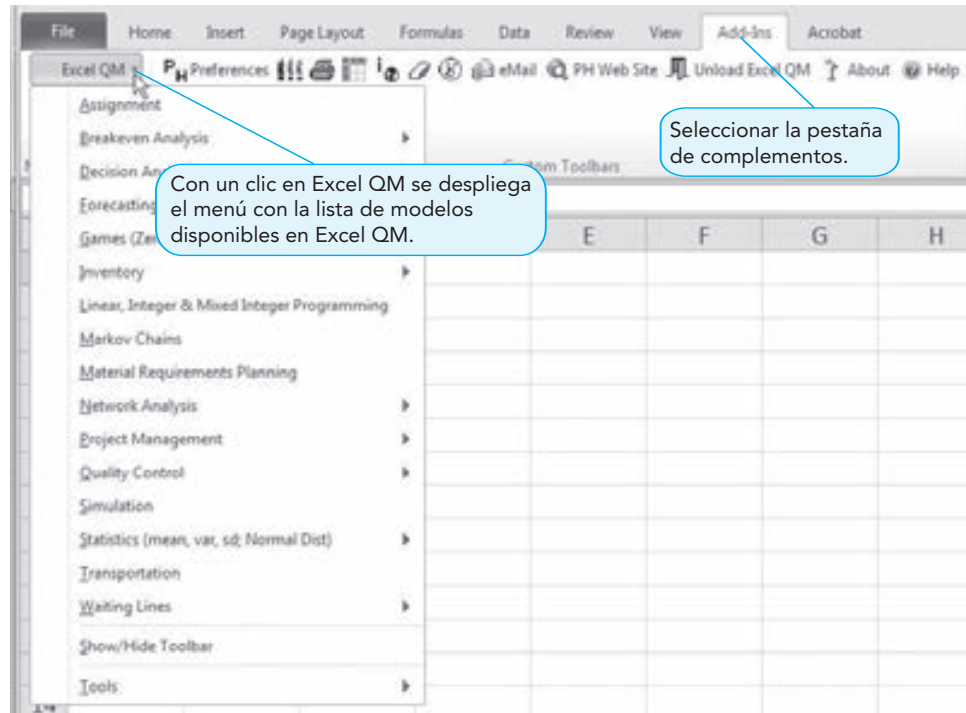 File Home Insert Page Layout Formulas Data Review View Add-Ins Acrobat
Excel QM PH Preferences eMail PH Web Site Unload Excel QM About Help
Assignment
Breakeven Analysis
Seleccionar la pestaña
de complementos.
Decision
Toolbars
Con un clic en Excel QM se despliega
el menú con la lista de modelos
disponibles en Excel QM.
Forecasting
Games
E F G H
Inventory
Linear, Integer & Mixed Integer Programming
Markov Chains
Material Requirements Planning
Network Analysis
Project Management
Quality Control
Simulation
Statistics (mean, var, sd; Normal Dist)
Transportation
Waiting Lines
Show/Hide Toolbar
Tools